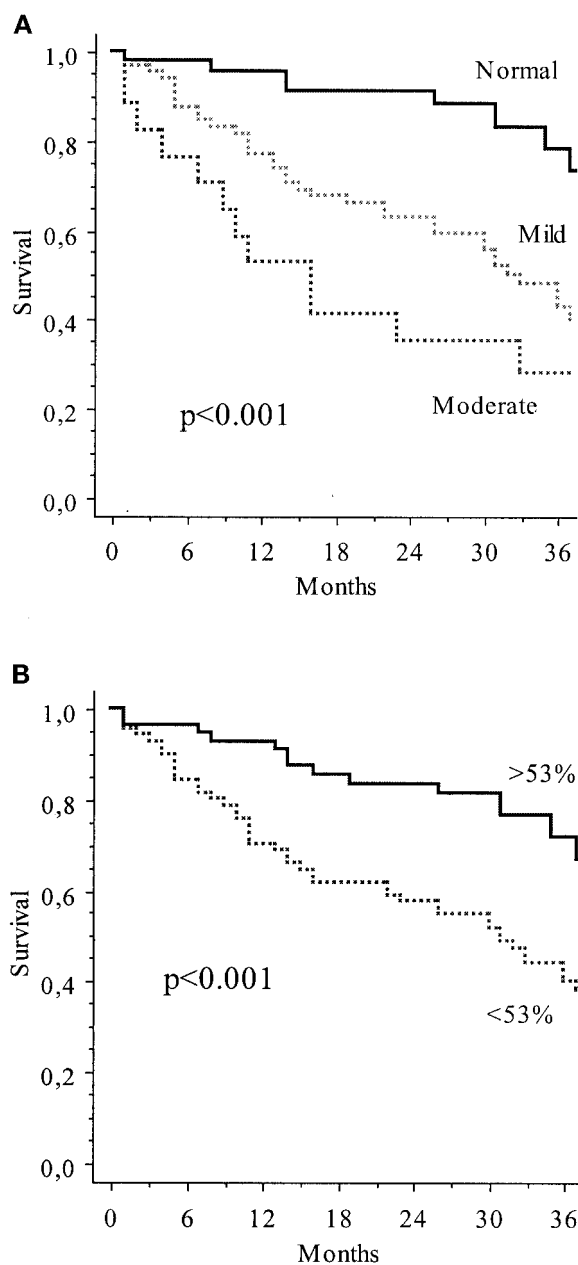 A
1,0
Normal
0,8
0,6
Mild
Survival
0,4
Moderate
p<0.001
0,2
0,0
0 6 12 18 24 30 36
Months
B
1,0
>53%
0,8
0,6
Survival
p<0.001
0,4
<53%
0,2
0,0
0 6 12 18 24 30 36
Months